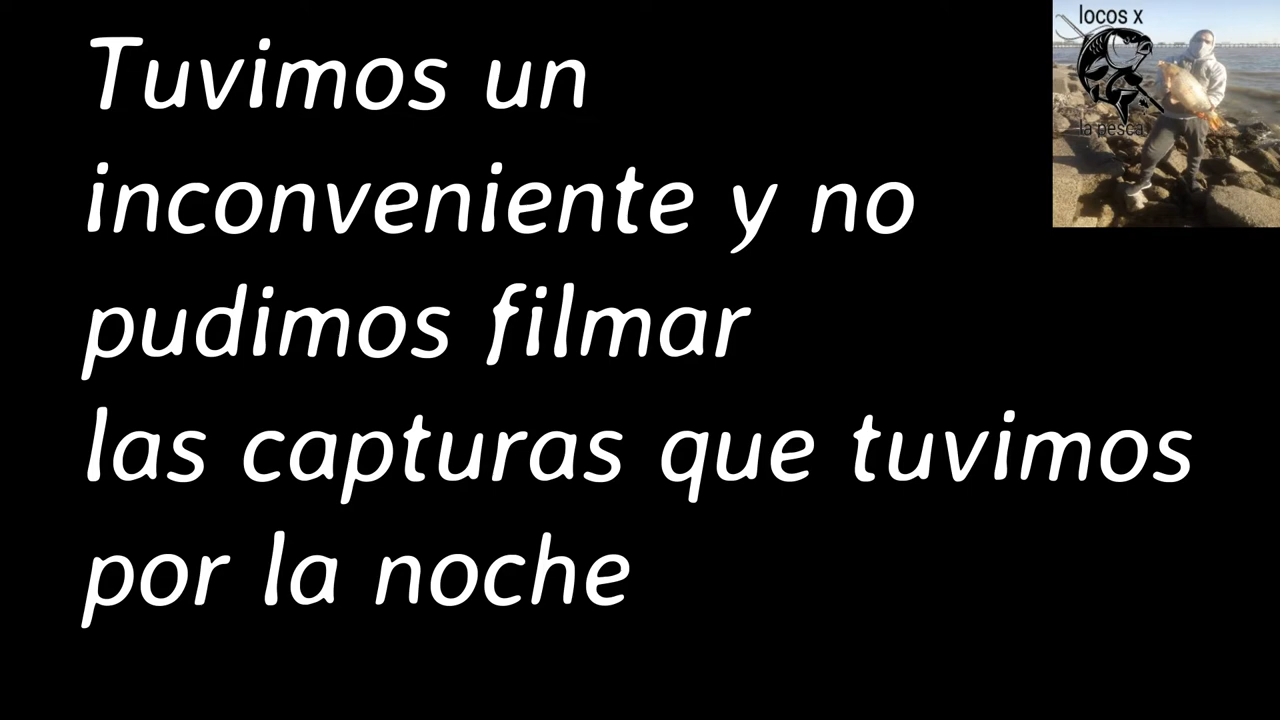 Tuvimos un
inconveniente y no
pudimos filmar
las capturas que tuvimos
por la noche
locos x
la pesca